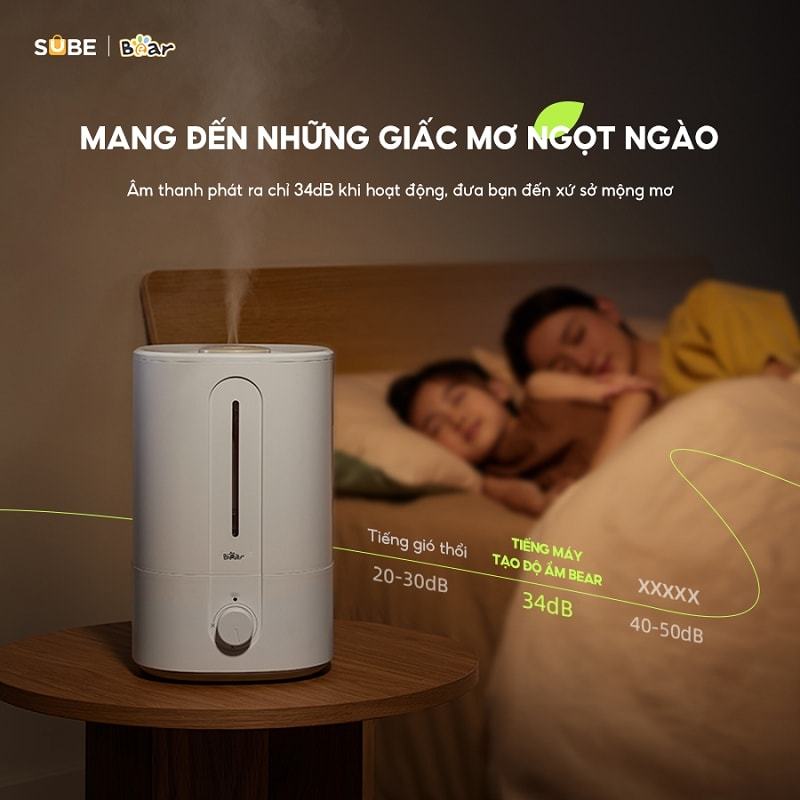 SUBE | Bear
MANG ĐẾN NHỮNG GIẤC MƠ NGỌT NGÀO
Âm thanh phát ra chỉ 34dB khi hoạt động, đưa bạn đến xứ sở mộng mơ
Bear
Tiếng gió thổi
20-30dB
TIẾNG MÁY
TẠO ĐỘ ẨM BEAR
34dB
XXXXX
40-50dB